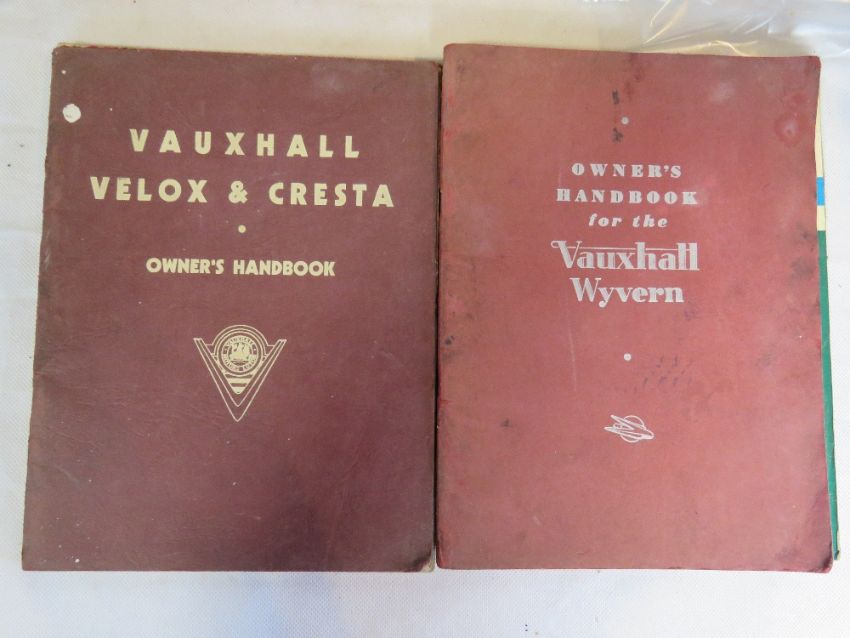 VAUXHALL
VELOX & CRESTA
OWNER'S HANDBOOK
OWNER'S
HANDBOOK
for the
Vauxhall
Wyvern